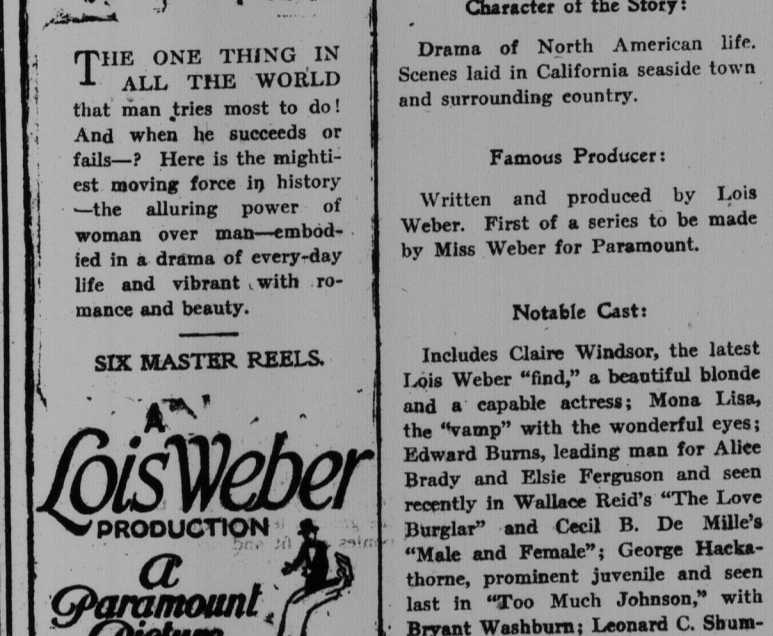 THE ONE THING IN
ALL THE WORLD
that man tries most to do!
And when he succeeds or
fails—? Here is the mighti-
est moving force in history
—the alluring power of
woman over man—embod-
ied in a drama of every-day
life and vibrant with ro-
mance and beauty.
SIX MASTER REELS.
A
Lois Weber
PRODUCTION
a
Paramount
Picture
Character of the Story:
Drama of North American life.
Scenes laid in California seaside town
and surrounding country.
Famous Producer:
Written and produced by Lois
Weber. First of a series to be made
by Miss Weber for Paramount.
Notable Cast:
Includes Claire Windsor, the latest
Lois Weber "find," a beautiful blonde
and a capable actress; Mona Lisa,
the "vamp" with the wonderful eyes;
Edward Burns, leading man for Alice
Brady and Elsie Ferguson and seen
recently in Wallace Reid's "The Love
Burglar" and Cecil B. De Mille's
"Male and Female"; George Hacka-
thorne, prominent juvenile and seen
last in "Too Much Johnson," with
Bryant Washburn; Leonard C. Shum-